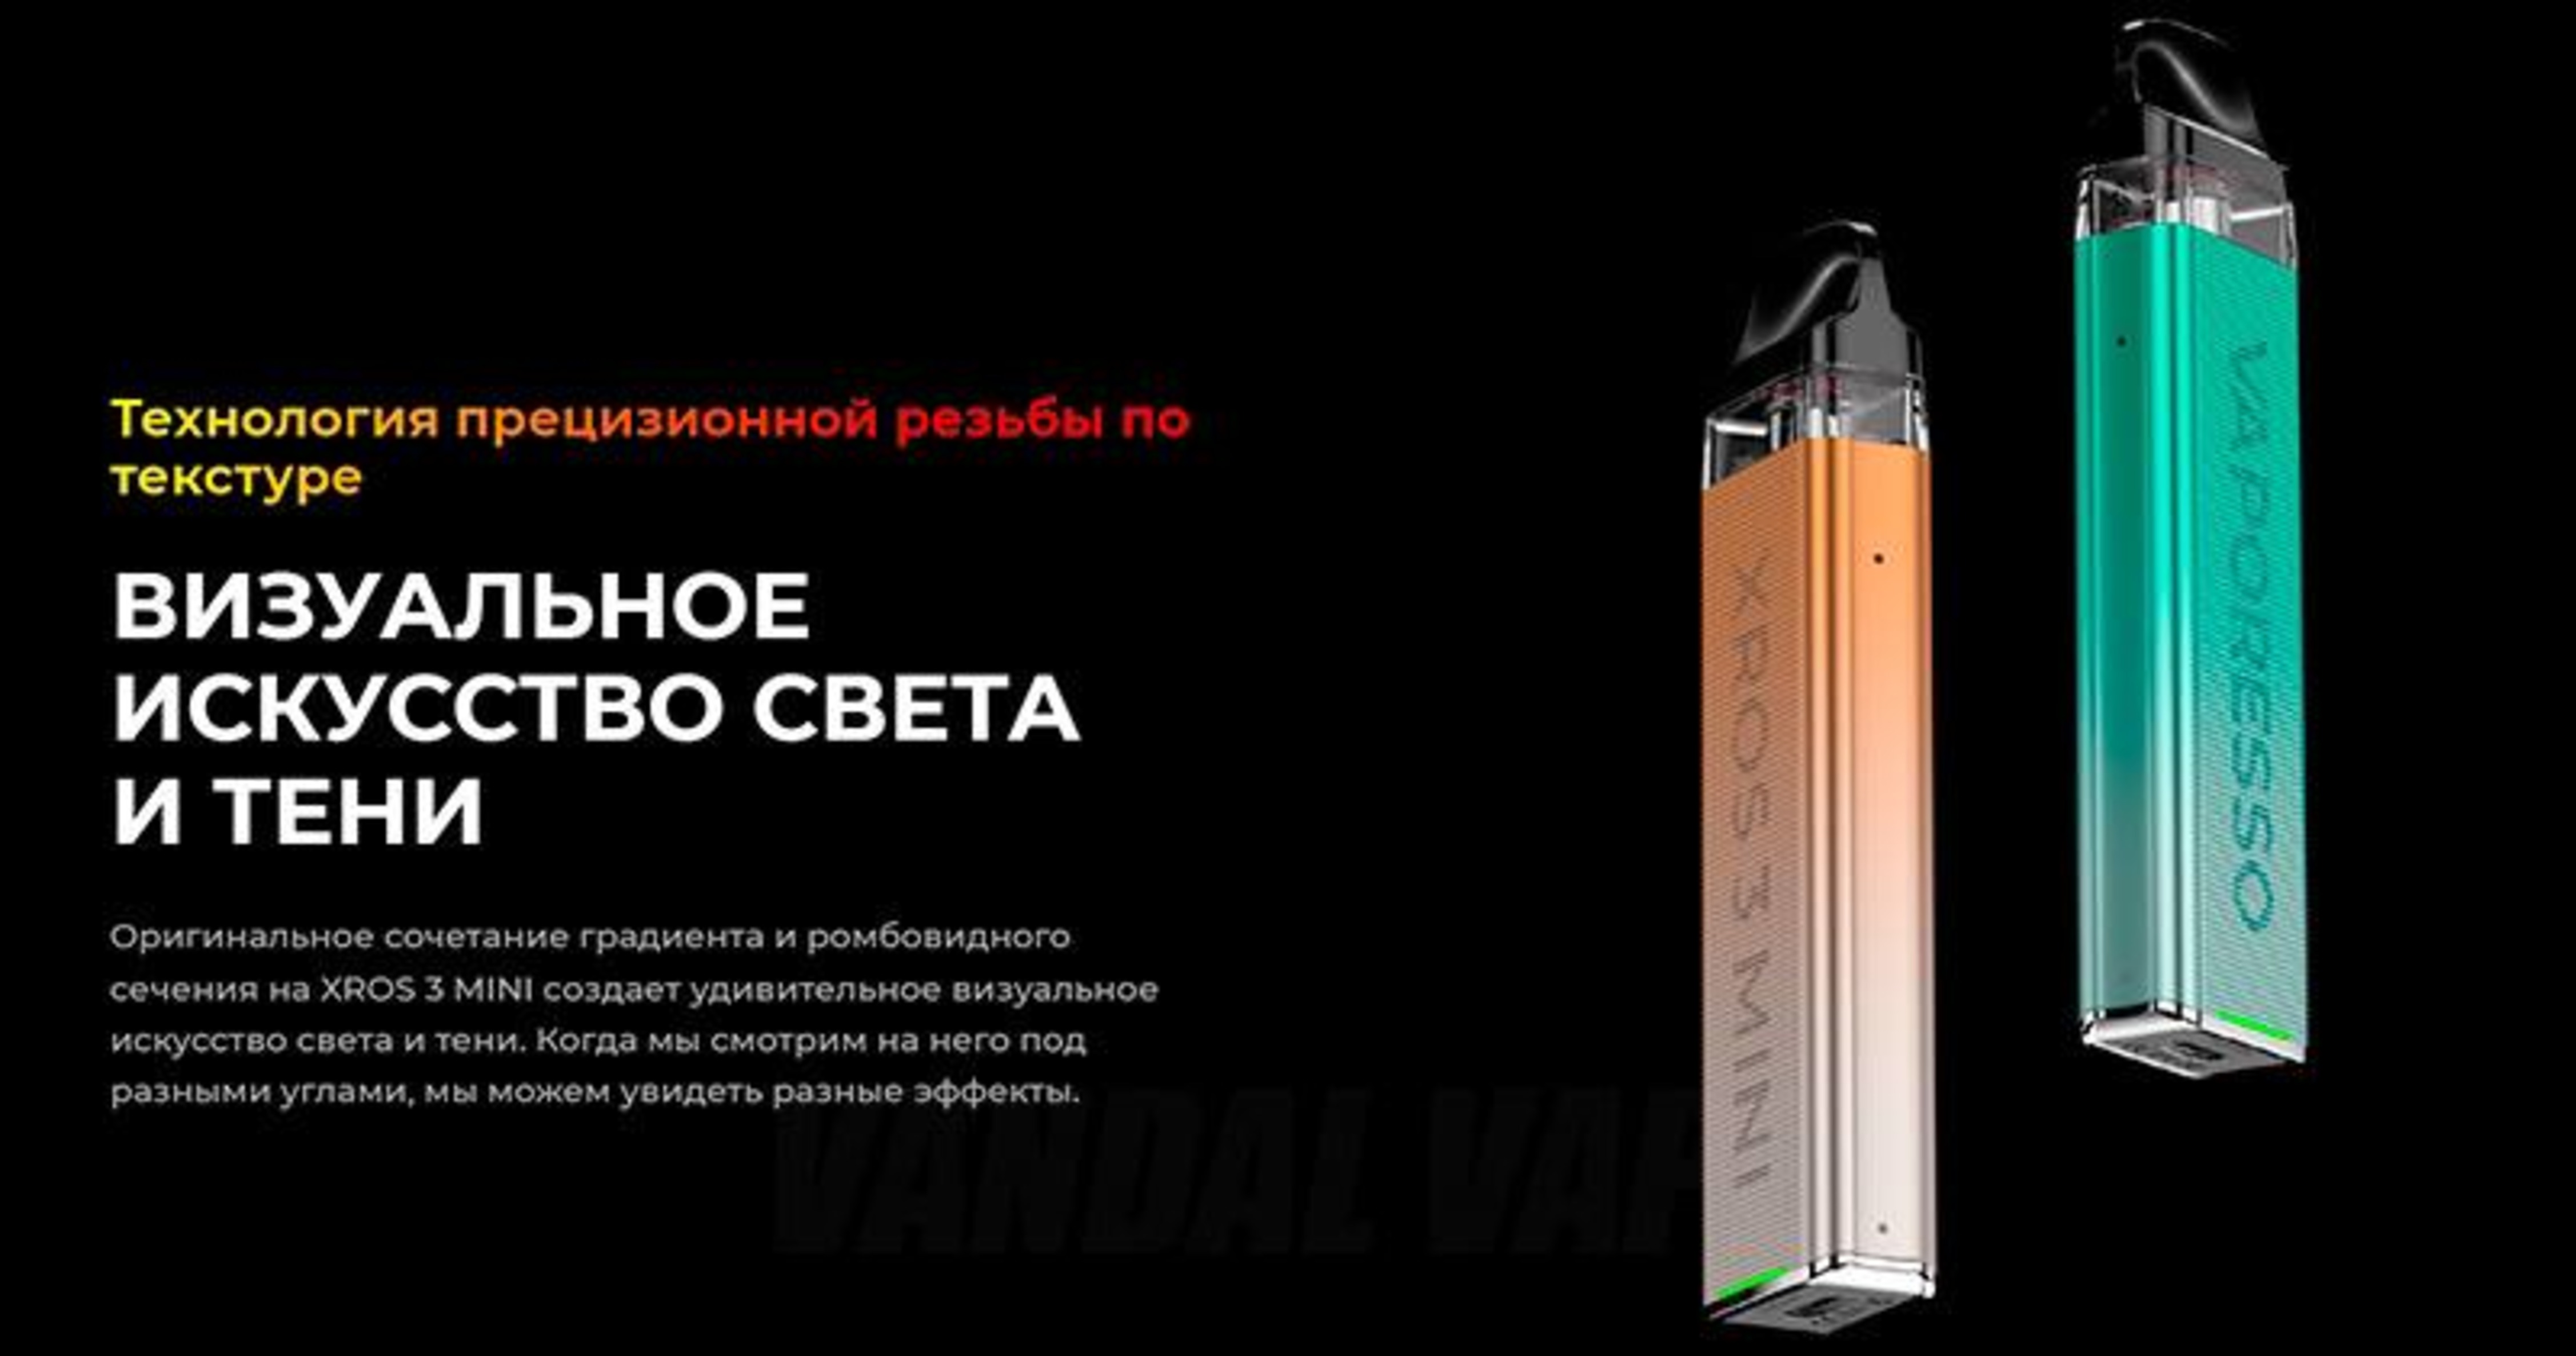 Технология прецизионной резьбы по
текстуре
ВИЗУАЛЬНОЕ
ИСКУССТВО СВЕТА
И ТЕНИ
Оригинальное сочетание градиента и ромбовидного
сечения на XROS 3 MINI создает удивительное визуальное
искусство света и тени. Когда мы смотрим на него под
разными углами, мы можем увидеть разные эффекты.
XROS 3 MINI
VAPORESSO
VANDAL VAP